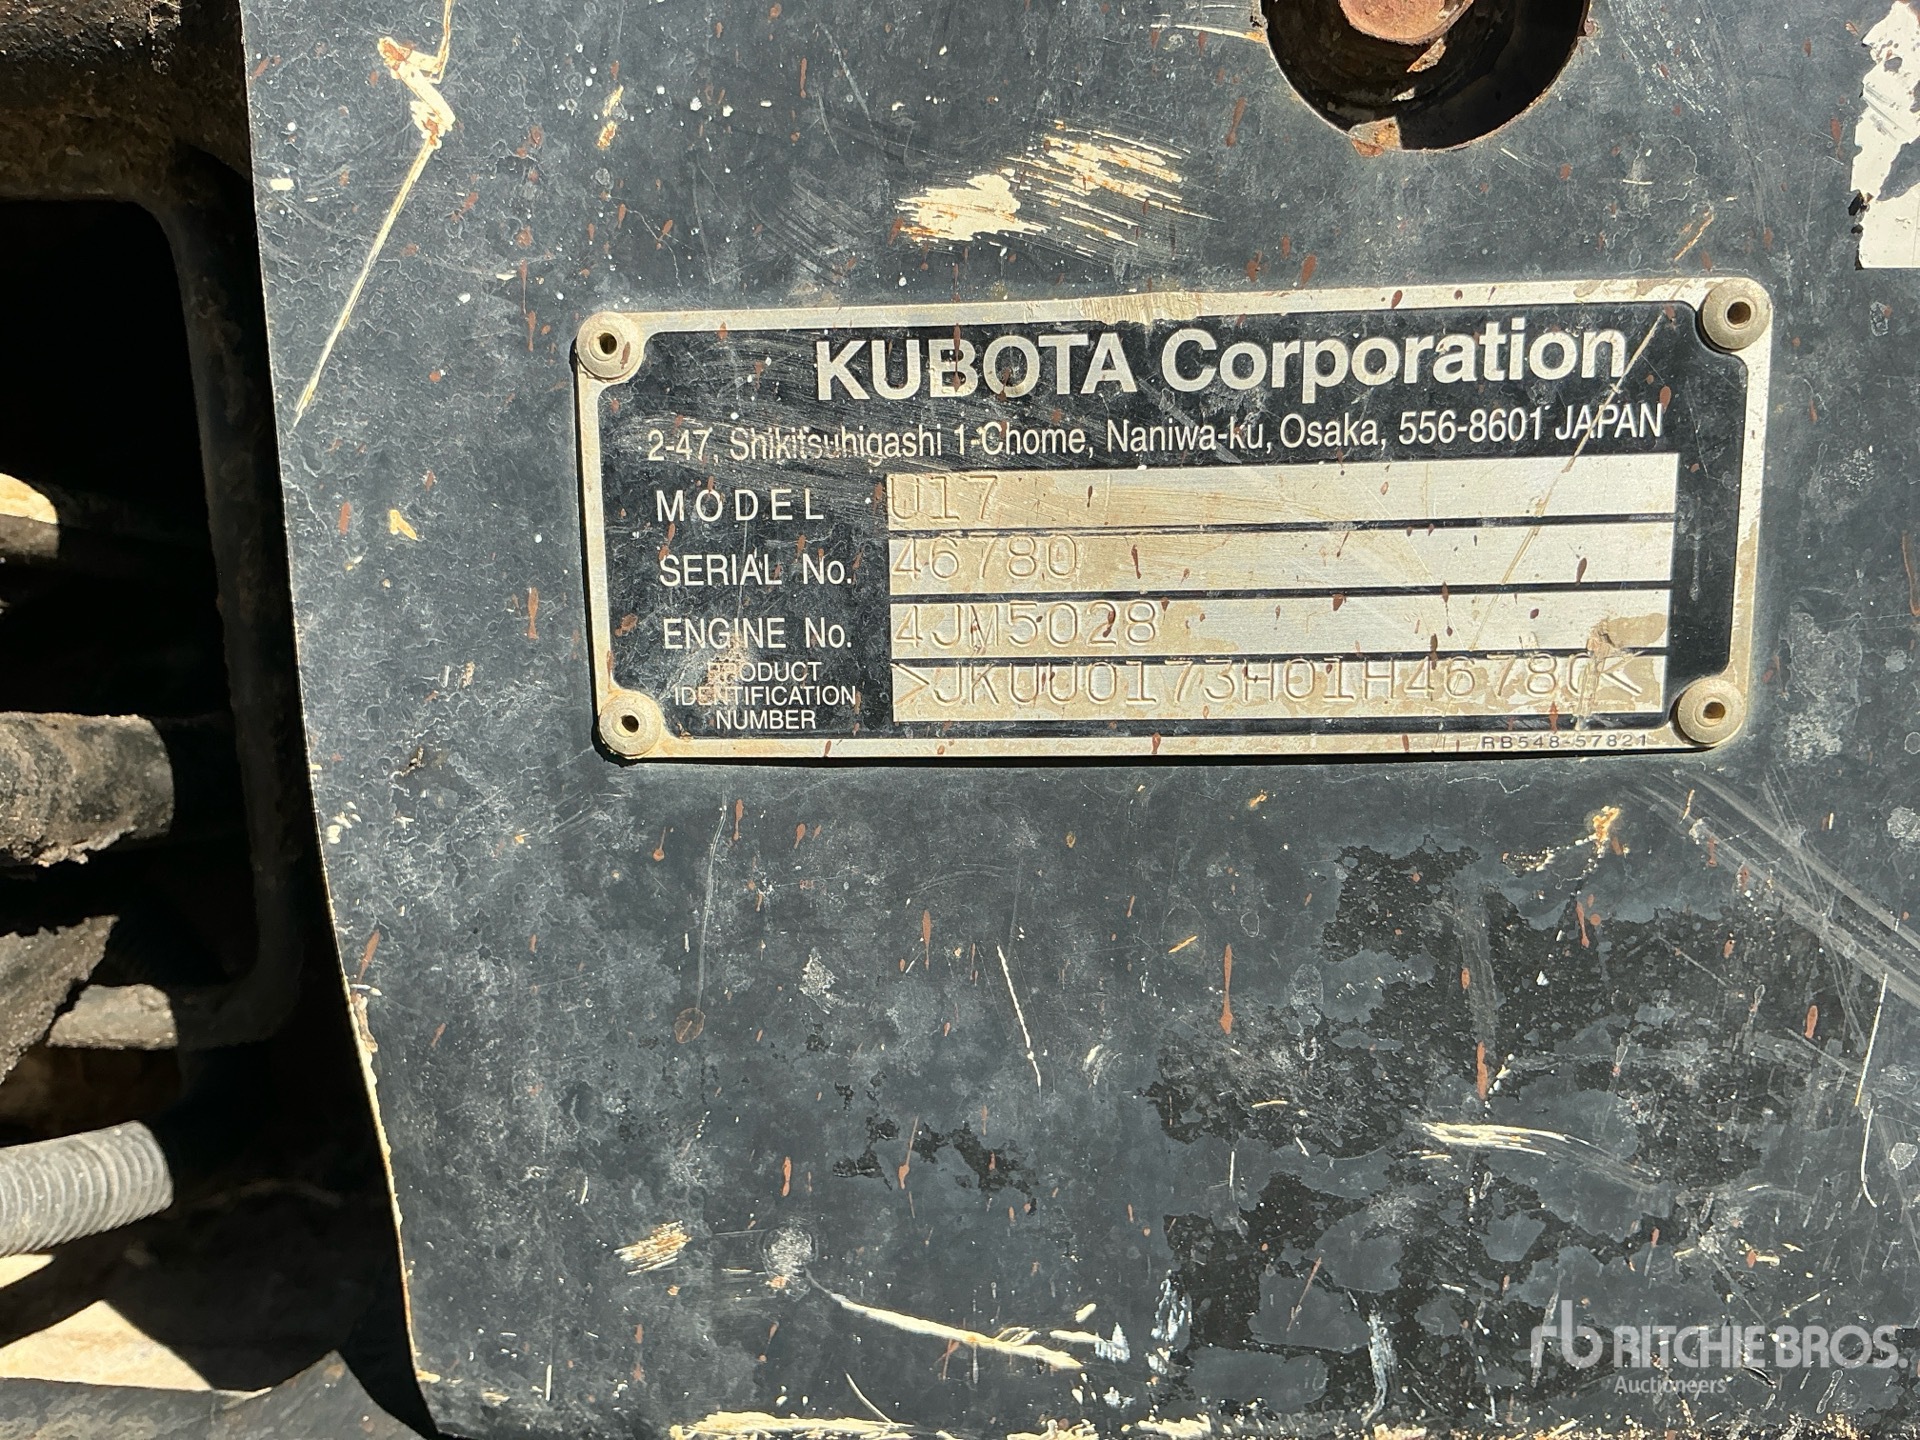 KUBOTA Corporation
2-47, Shikitsuhigashi 1-Chome, Naniwa-ku, Osaka, 556-8601 JAPAN
MODEL U17
SERIAL No. 46780
ENGINE No. 4JM5028
PRODUCT IDENTIFICATION NUMBER >JKUU0173H01H46780<
RB548-57821
rb RITCHIE BROS.
Auctioneers